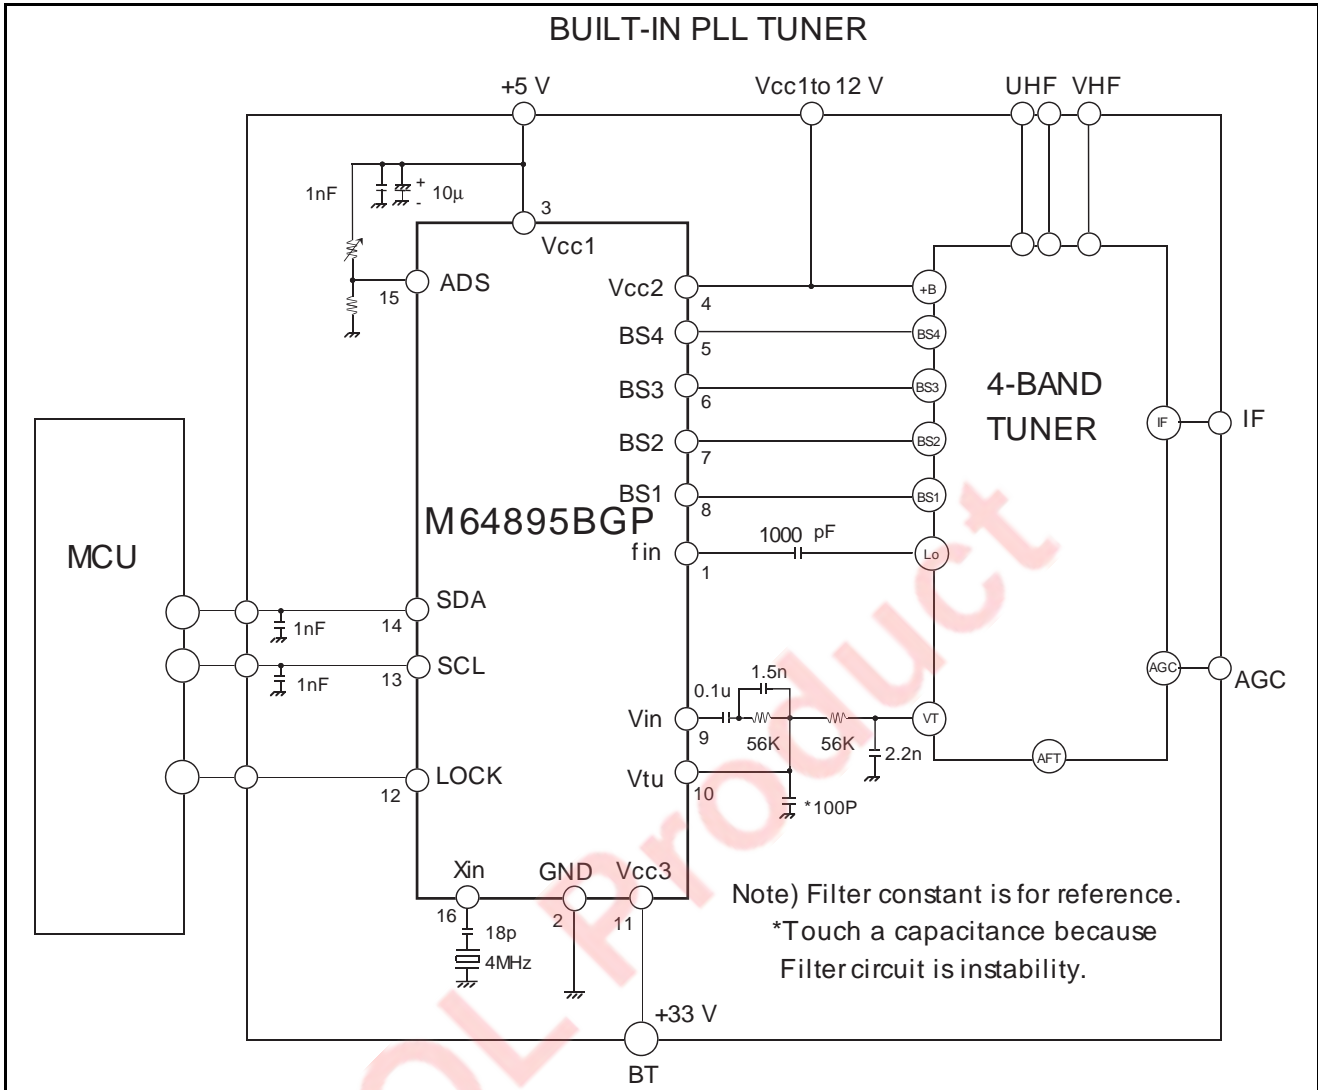 BUILT-IN PLL TUNER
+5 V
Vcc1to 12 V
UHF VHF
1nF
+
-
10μ
3
Vcc1
ADS
15
Vcc2
4
+B
BS4
5
BS4
BS3
6
BS3
4-BAND
TUNER
IF
IF
BS2
7
BS2
BS1
8
BS1
M64895BGP
fin
1
1000 pF
Lo
MCU
SDA
14
1nF
SCL
13
1nF
AGC
AGC
1.5n
0.1u
Vin
9
56K
56K
VT
2.2n
AFT
LOCK
12
Vtu
10
*100P
Xin
GND
Vcc3
16
2
11
18p
4MHz
Note) Filter constant is for reference.
*Touch a capacitance because
Filter circuit is instability.
+33 V
BT
OL Product